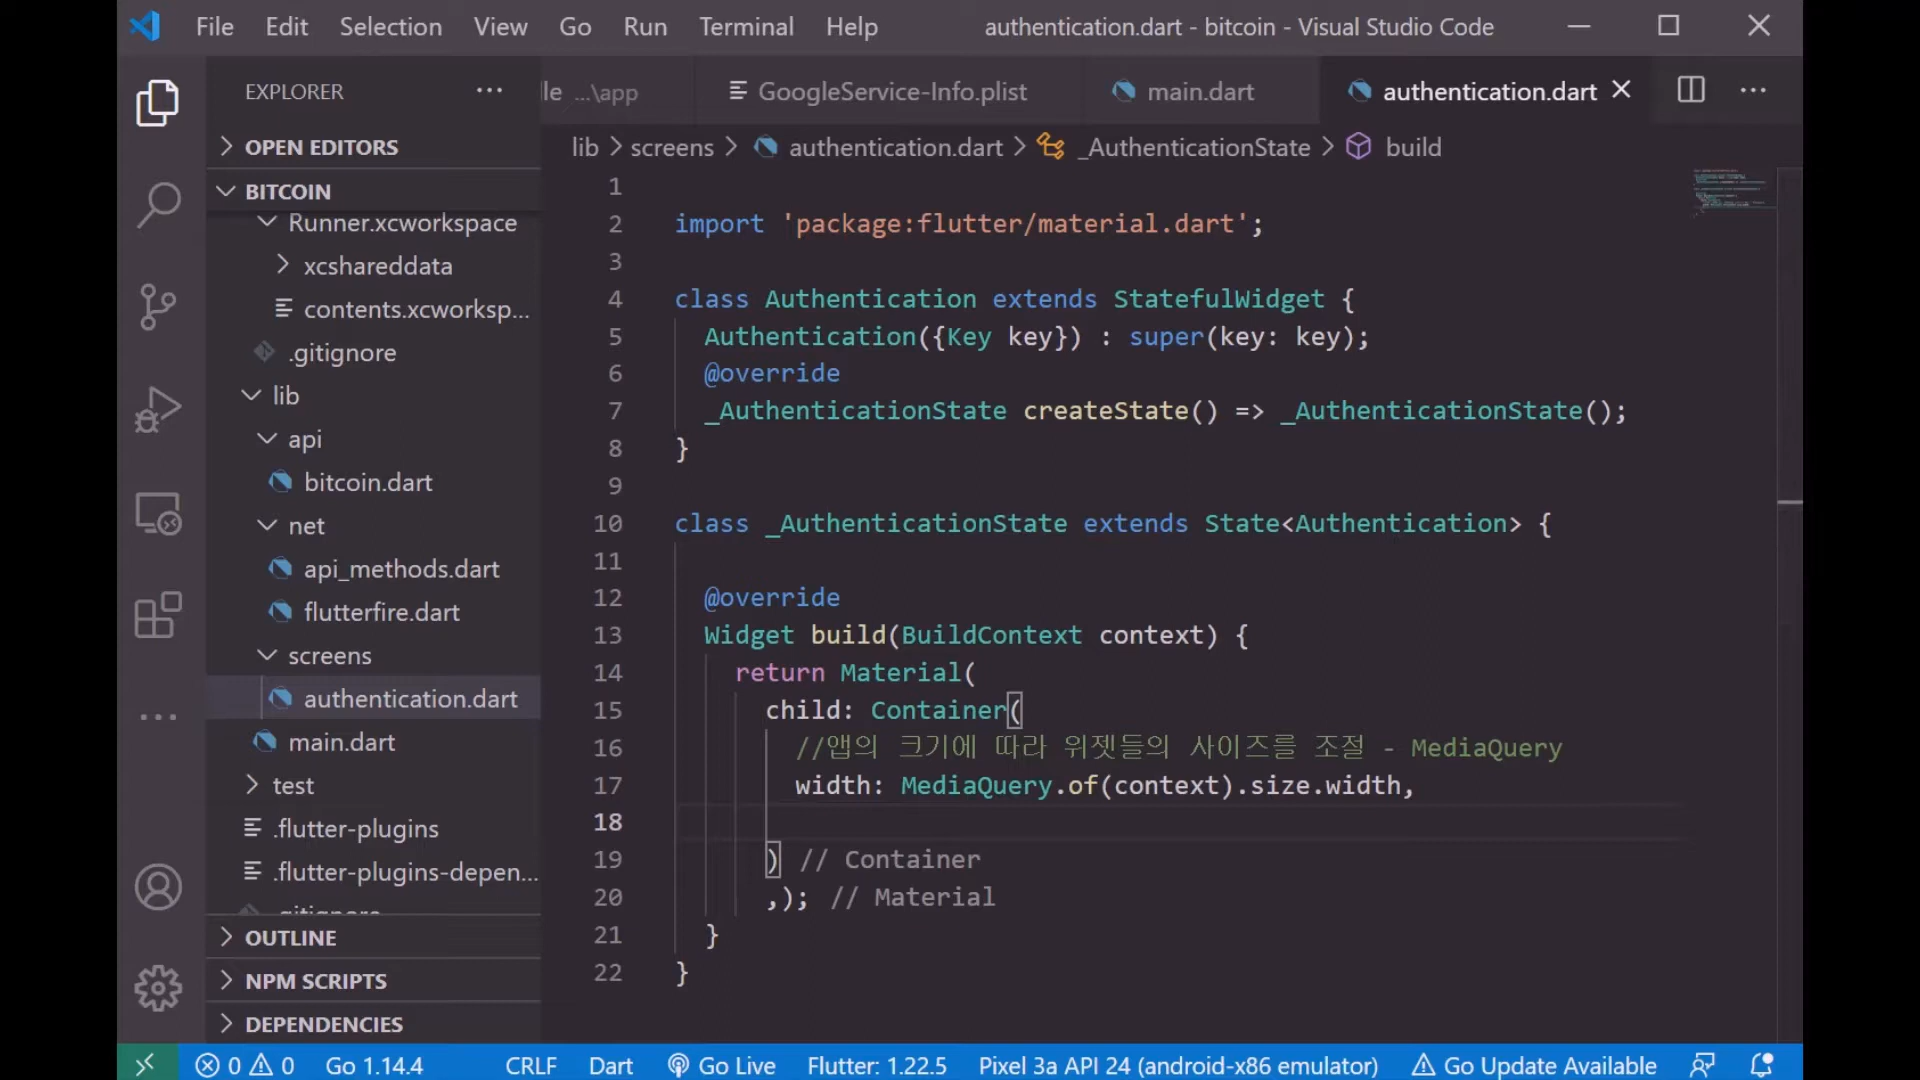 File Edit Selection View Go Run Terminal Help authentication.dart - bitcoin - Visual Studio Code
EXPLORER
le ...\app GoogleService-Info.plist main.dart authentication.dart
OPEN EDITORS
lib > screens > authentication.dart > _AuthenticationState > build
BITCOIN
Runner.xcworkspace
xcshareddata
contents.xcworksp...
.gitignore
lib
api
bitcoin.dart
net
api_methods.dart
flutterfire.dart
screens
authentication.dart
main.dart
test
.flutter-plugins
.flutter-plugins-depen...
.gitignore
OUTLINE
NPM SCRIPTS
DEPENDENCIES
1
2 import 'package:flutter/material.dart';
3
4 class Authentication extends StatefulWidget {
5 Authentication({Key key}) : super(key: key);
6 @override
7 _AuthenticationState createState() => _AuthenticationState();
8 }
9
10 class _AuthenticationState extends State<Authentication> {
11
12 @override
13 Widget build(BuildContext context) {
14 return Material(
15 child: Container(
16 //앱의 크기에 따라 위젯들의 사이즈를 조절 - MediaQuery
17 width: MediaQuery.of(context).size.width,
18
19 ) // Container
20 ,); // Material
21 }
22 }
0 0 Go 1.14.4 CRLF Dart Go Live Flutter: 1.22.5 Pixel 3a API 24 (android-x86 emulator) Go Update Available